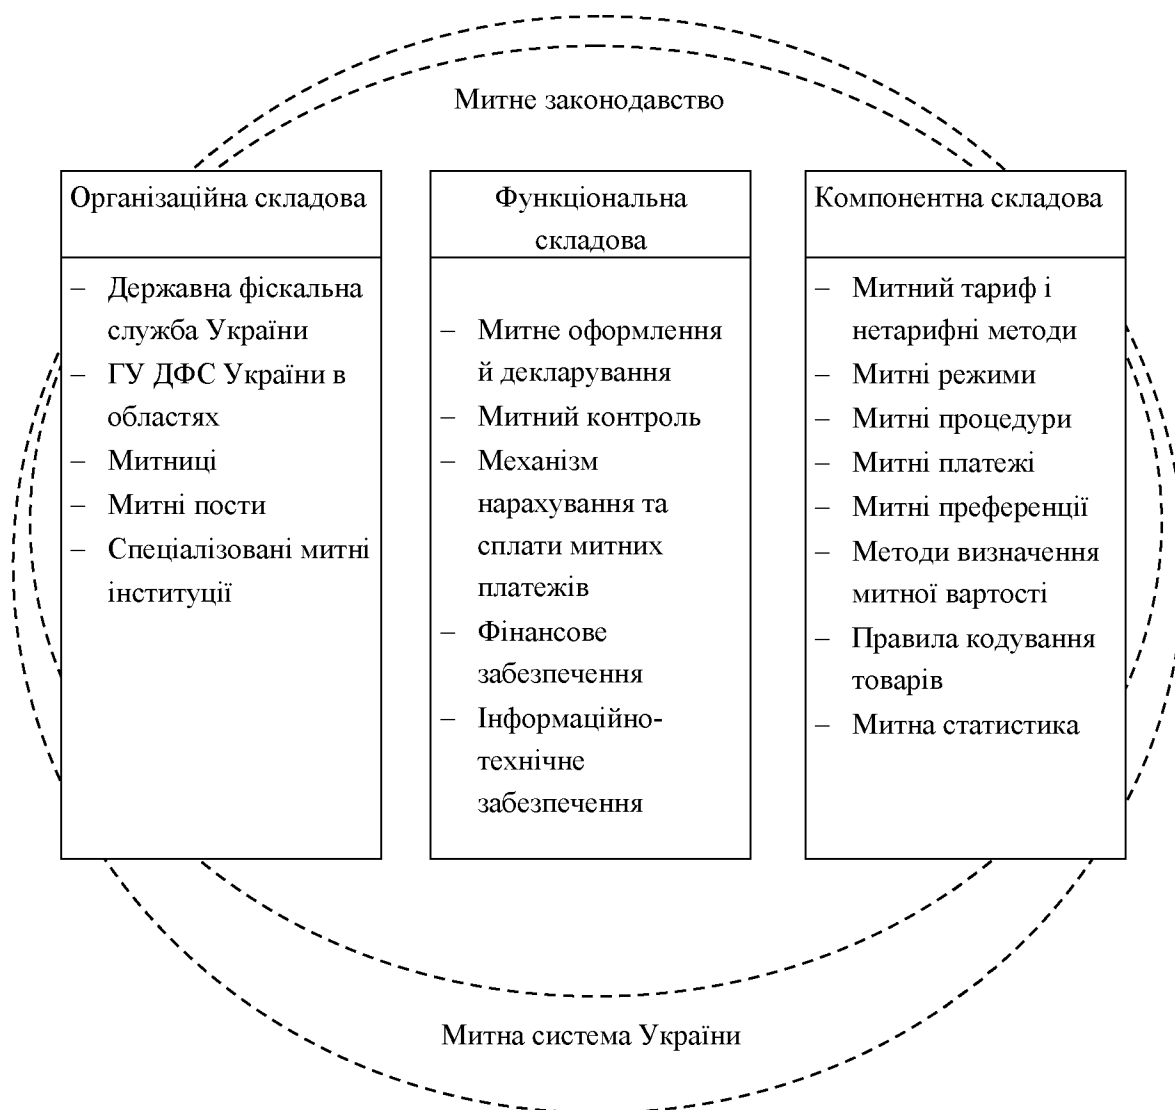 Митне законодавство
Організаційна складова
– Державна фіскальна
служба України
– ГУ ДФС України в
областях
– Митниці
– Митні пости
– Спеціалізовані митні
інституції
Функціональна
складова
– Митне оформлення
й декларування
– Митний контроль
– Механізм
нарахування та
сплати митних
платежів
– Фінансове
забезпечення
– Інформаційно-
технічне
забезпечення
Компонентна складова
– Митний тариф і
нетарифні методи
– Митні режими
– Митні процедури
– Митні платежі
– Митні преференції
– Методи визначення
митної вартості
– Правила кодування
товарів
– Митна статистика
Митна система України